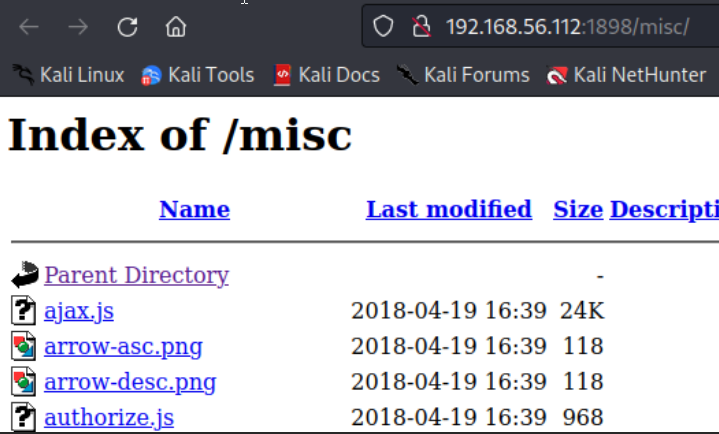 192.168.56.112:1898/misc/
Kali Linux Kali Tools Kali Docs Kali Forums Kali NetHunter
Index of /misc
Name Last modified Size Descripti
Parent Directory -
ajax.js 2018-04-19 16:39 24K
arrow-asc.png 2018-04-19 16:39 118
arrow-desc.png 2018-04-19 16:39 118
authorize.js 2018-04-19 16:39 968